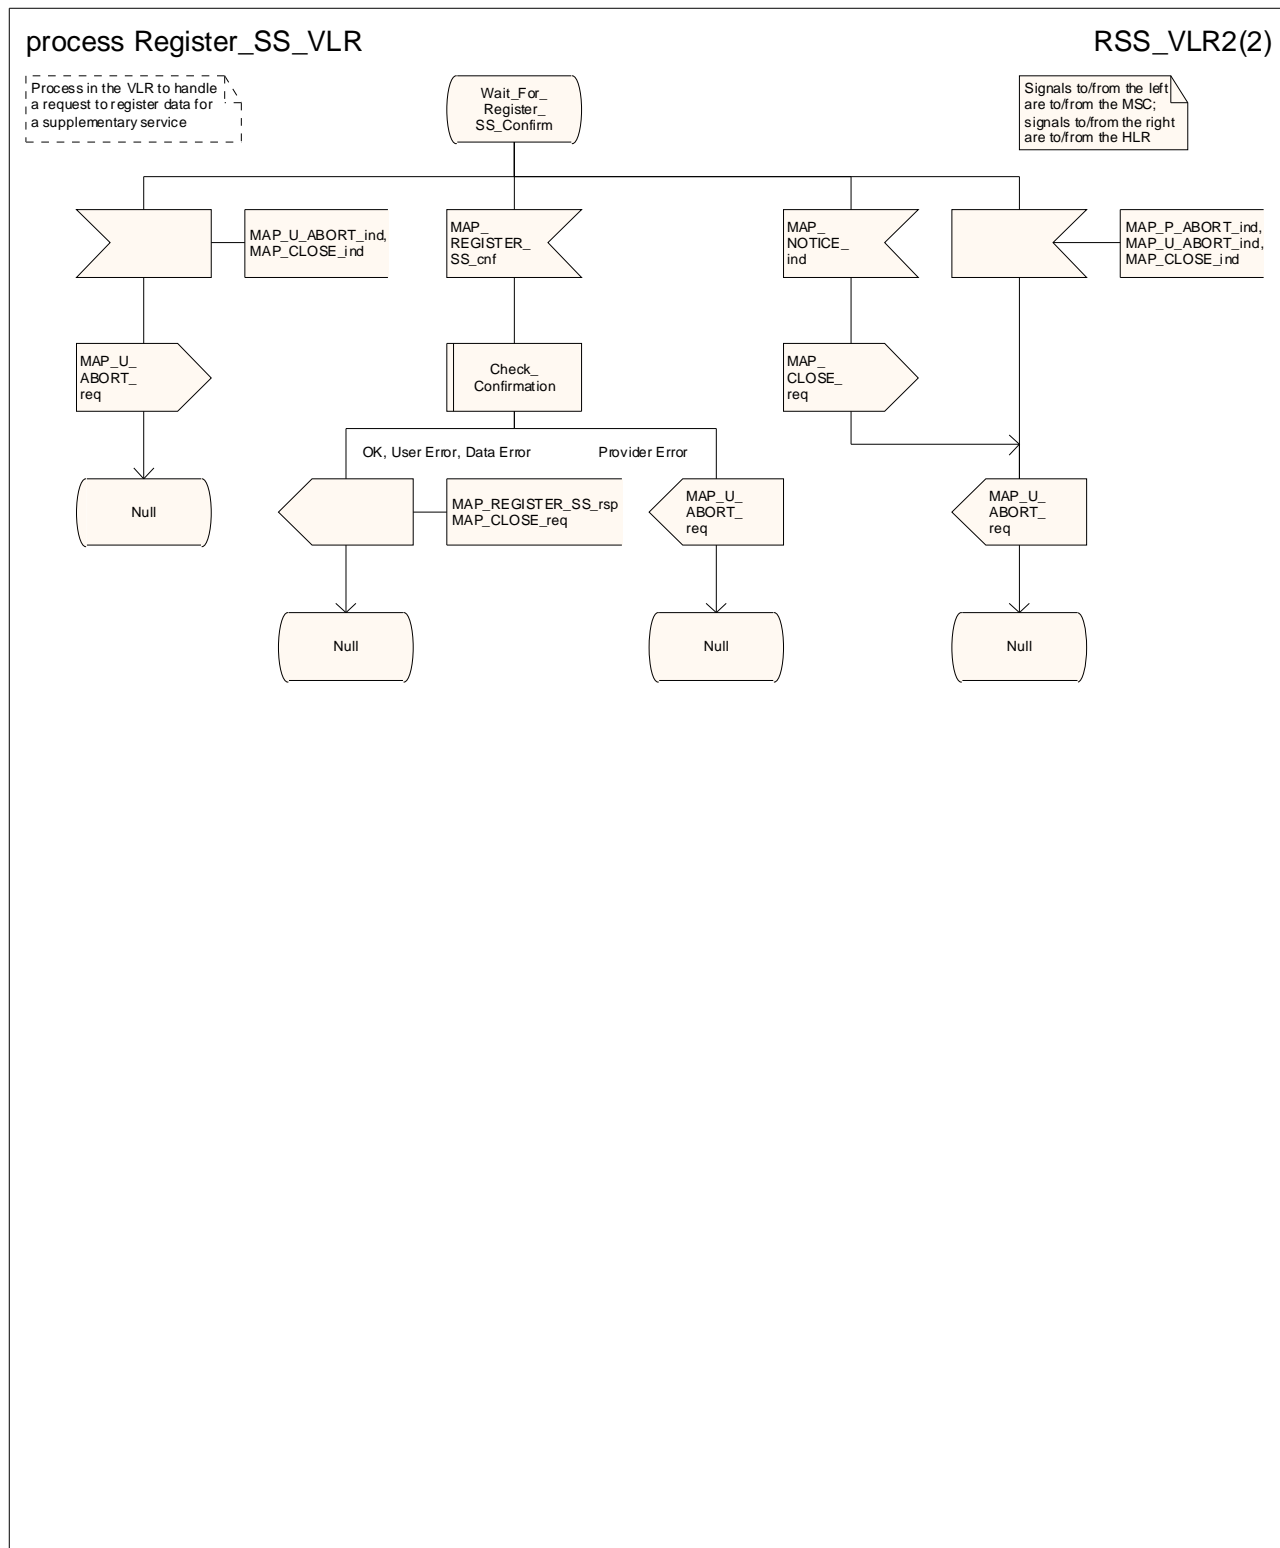 process Register_SS_VLR
RSS_VLR2(2)
Process in the VLR to handle
a request to register data for
a supplementary service
Wait_For_
Register_
SS_Confirm
Signals to/from the left
are to/from the MSC;
signals to/from the right
are to/from the HLR
MAP_U_ABORT_ind,
MAP_CLOSE_ind
MAP_
REGISTER_
SS_cnf
MAP_
NOTICE_
ind
MAP_P_ABORT_ind,
MAP_U_ABORT_ind,
MAP_CLOSE_ind
MAP_U_
ABORT_
req
Check_
Confirmation
MAP_
CLOSE_
req
OK, User Error, Data Error
Provider Error
Null
MAP_REGISTER_SS_rsp
MAP_CLOSE_req
MAP_U_
ABORT_
req
MAP_U_
ABORT_
req
Null
Null
Null